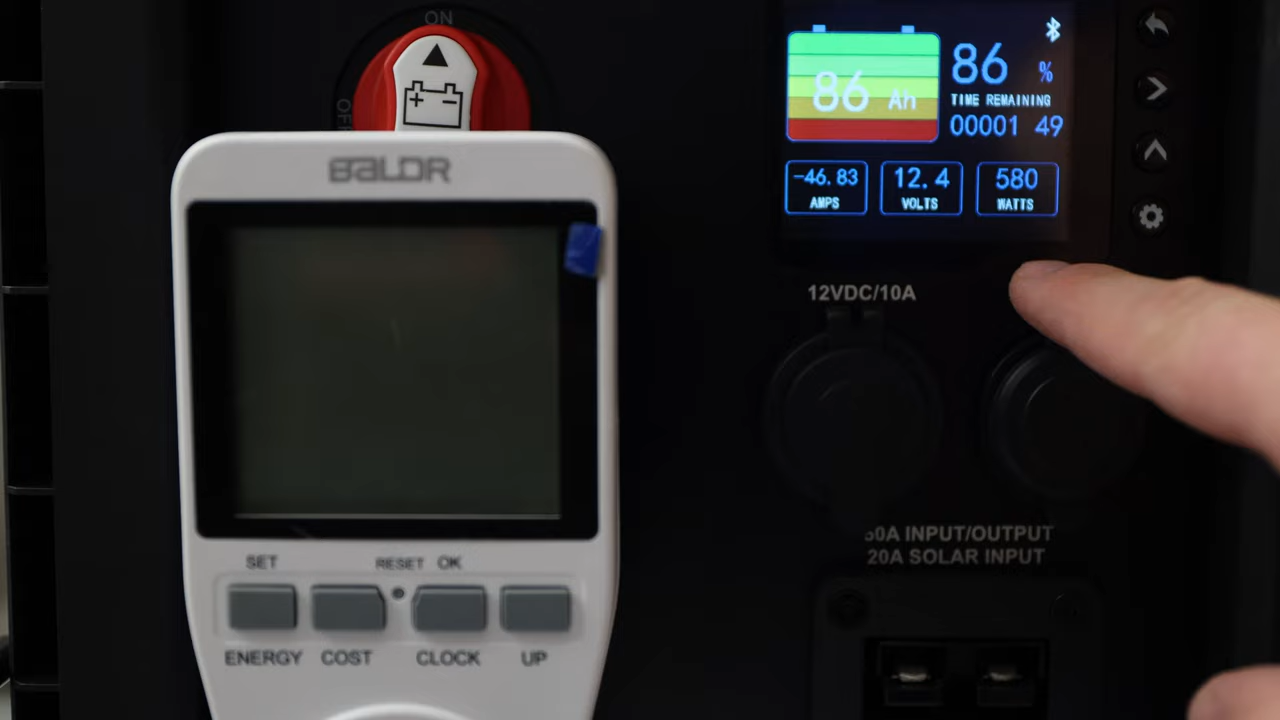 ON
BALDR
SET
RESET OK
ENERGY COST CLOCK UP
86 Ah
86 %
TIME REMAINING
00001 49
-46.83
AMPS
12.4
VOLTS
580
WATTS
12VDC/10A
INPUT/OUTPUT
20A SOLAR INPUT